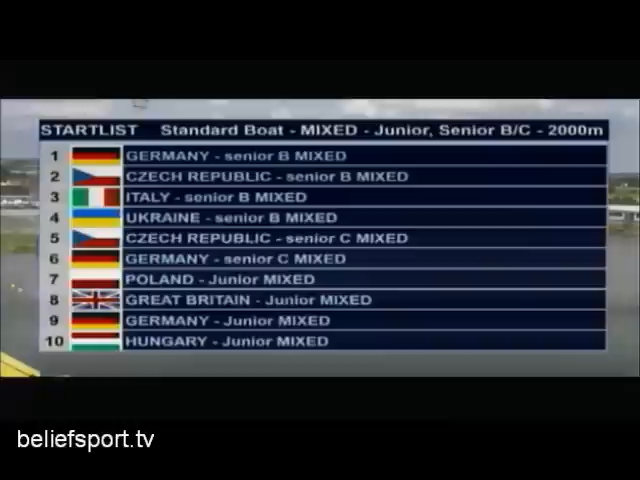 STARTLIST Standard Boat - MIXED - Junior, Senior B/C - 2000m
1 GERMANY - senior B MIXED
2 CZECH REPUBLIC - senior B MIXED
3 ITALY - senior B MIXED
4 UKRAINE - senior B MIXED
5 CZECH REPUBLIC - senior C MIXED
6 GERMANY - senior C MIXED
7 POLAND - Junior MIXED
8 GREAT BRITAIN - Junior MIXED
9 GERMANY - Junior MIXED
10 HUNGARY - Junior MIXED
beliefsport.tv